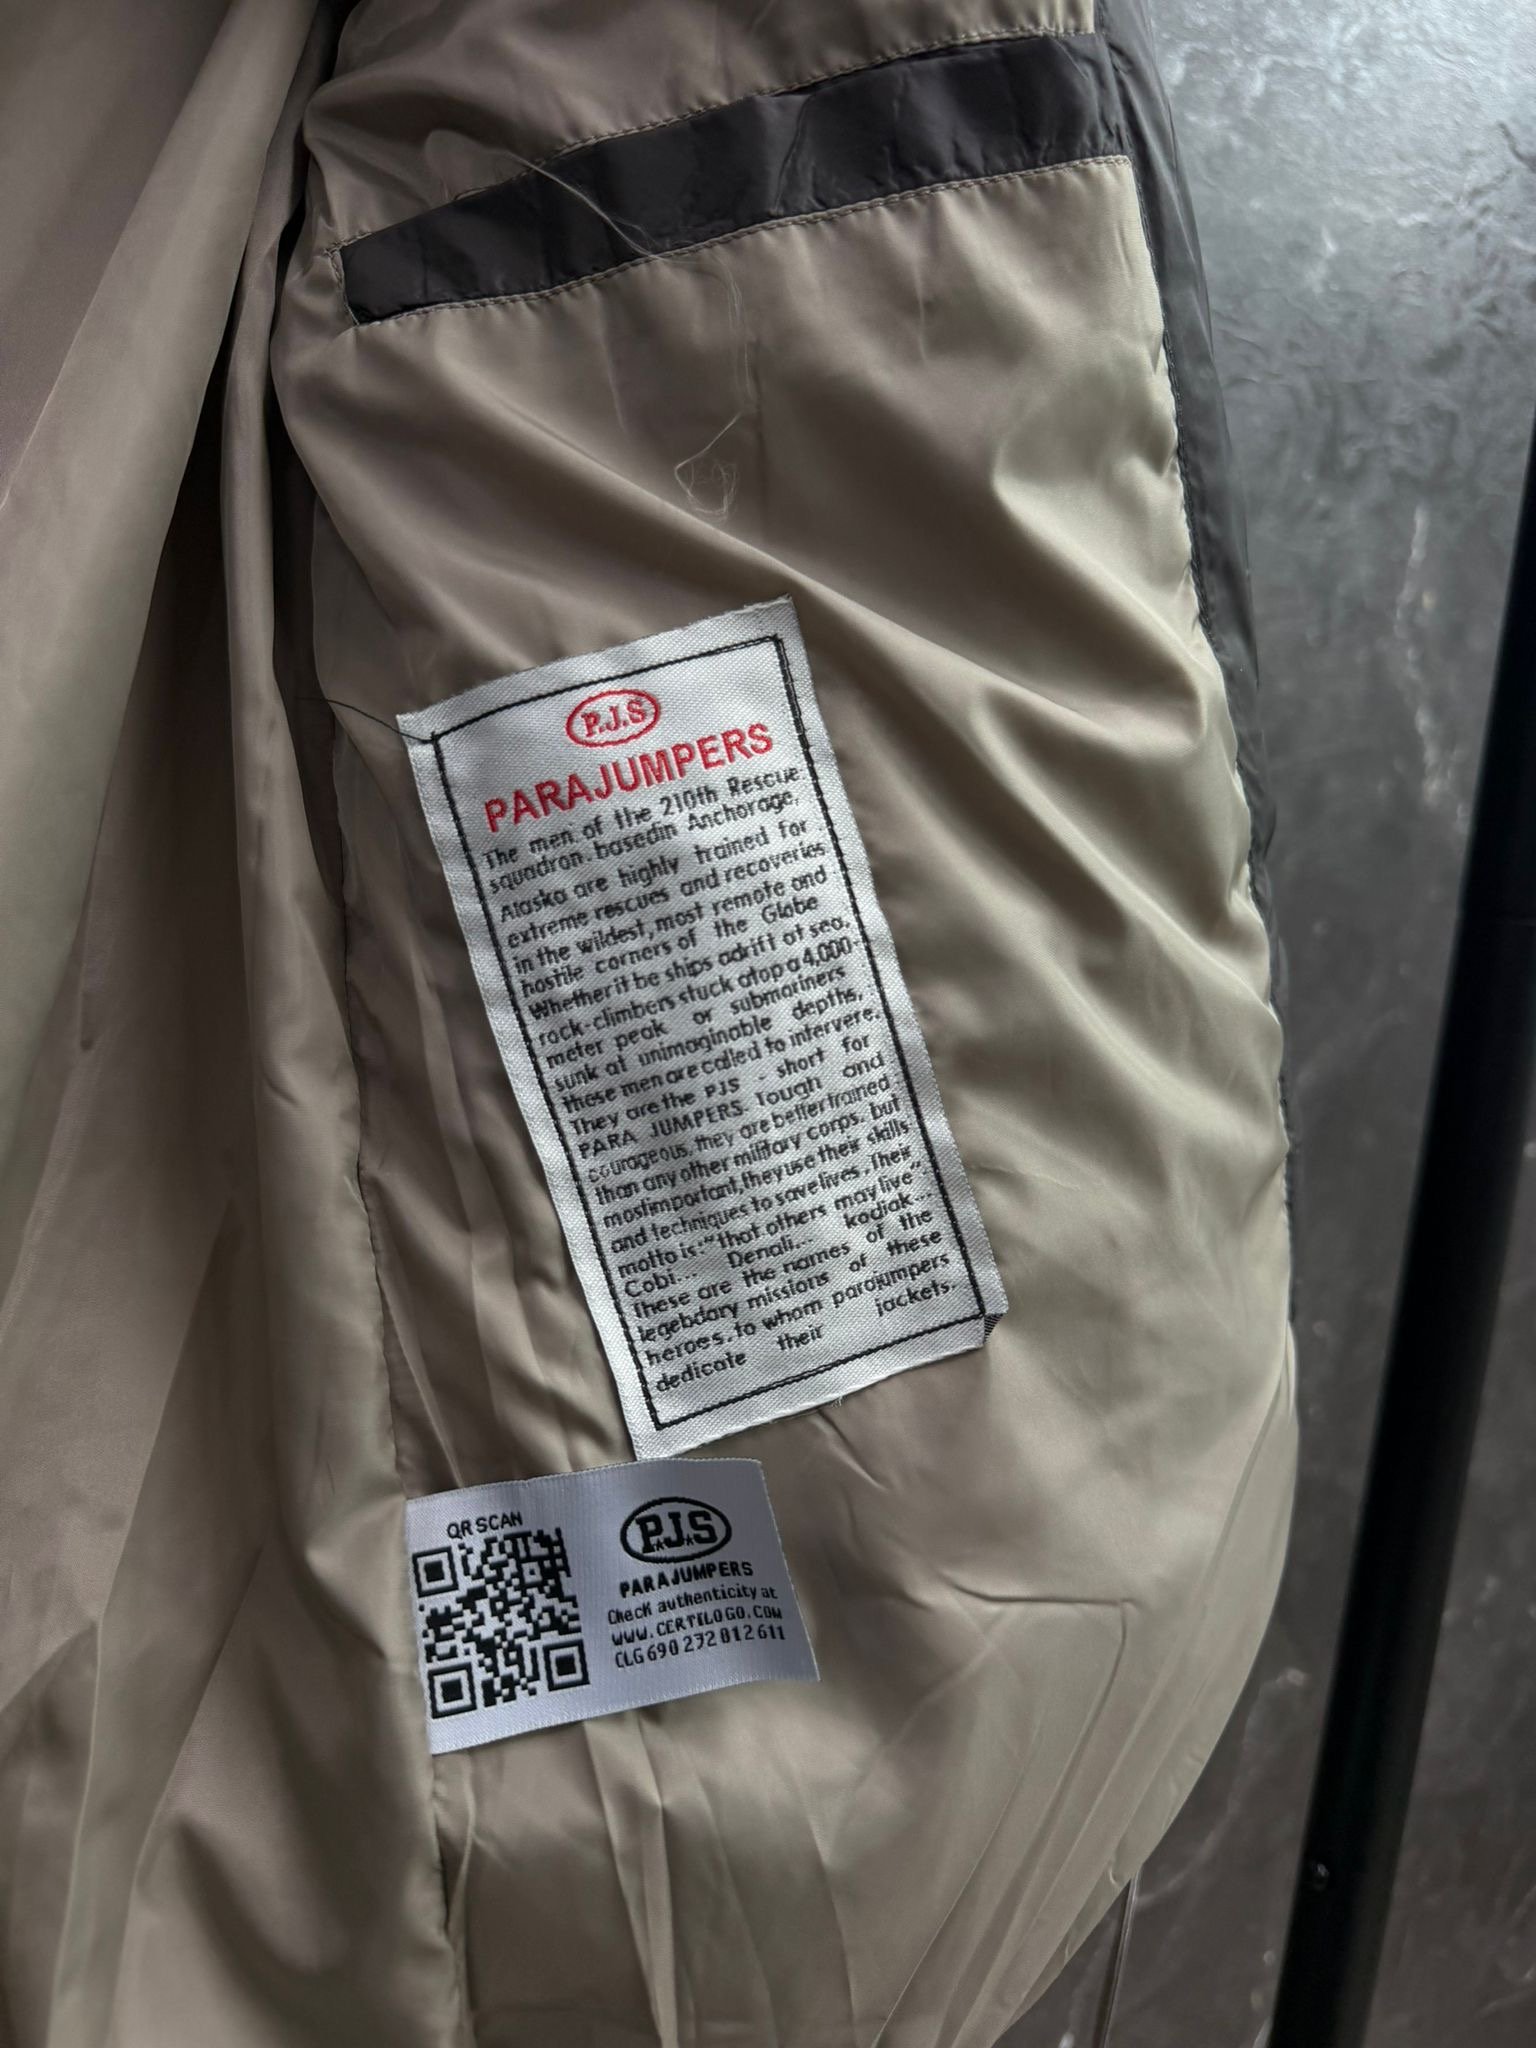 P.J.S
PARAJUMPERS
The men of the 210th Rescue
squadron.basedin Anchorage,
Alaska are highly trained for
extreme rescues and recoveries
in the wildest,most remote and
hostile corners of the Globe
Whether it be ships adrift at sea,
rock-climbers stuck atop a 4,000-
meter peak or submariners
sunk at unimaginable depths,
these men are called to intervere.
They are the PJS - short for
PARA JUMPERS. Tough and
courageous, they are better trained
than any other military corps. but
most important, they use their skills
and techniques to save lives. Their
motto is:"That others may live"
Cobi... Denali... kodiak...
These are the names of the
legebdary missions of these
heroes. to whom parajumpers
dedicate their jackets.
QR SCAN
P.J.S
PARAJUMPERS
Check authenticity at
WWW.CERTILOGO.COM
CLG 690 272 012 611